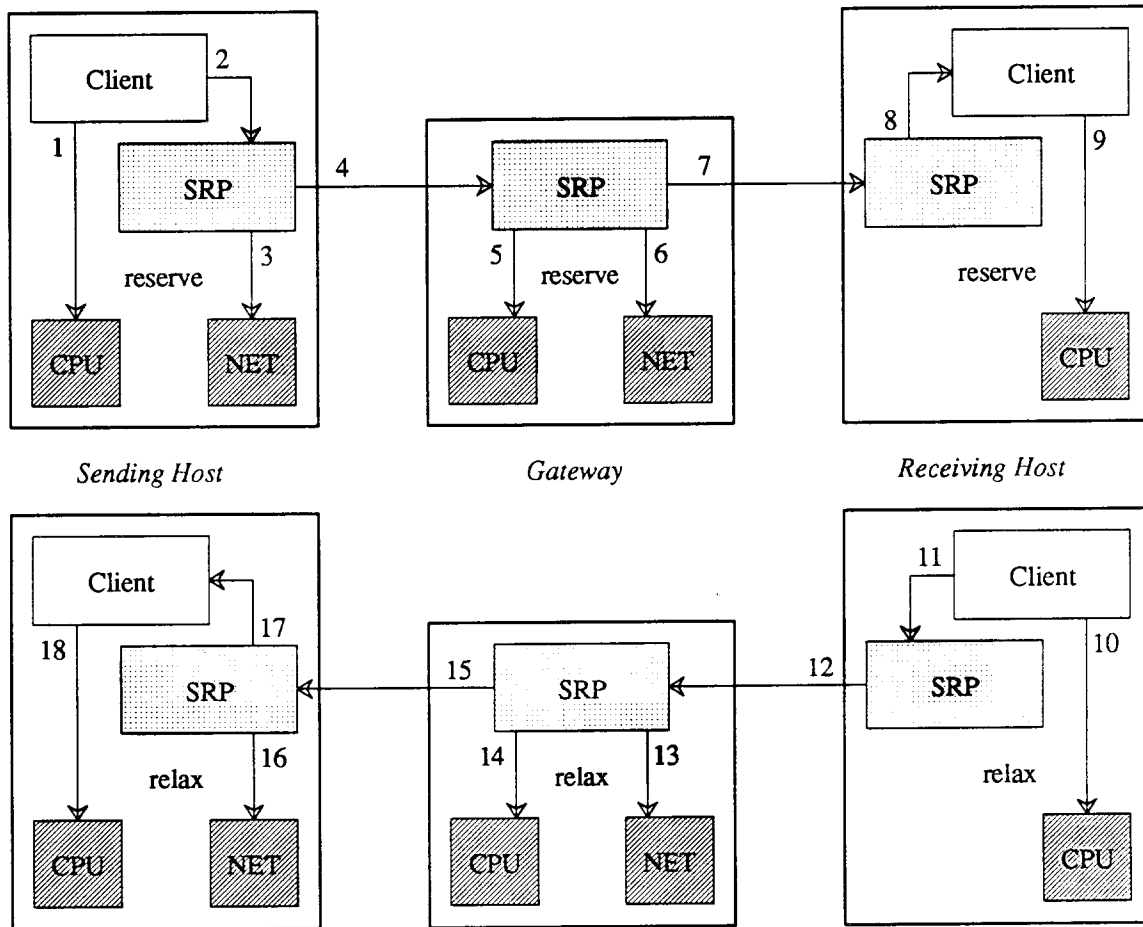 2
Client
Client
1
8
9
SRP
4
SRP
7
SRP
3
5
6
reserve
reserve
reserve
CPU
NET
CPU
NET
CPU
Sending Host
Gateway
Receiving Host
11
Client
Client
17
18
10
15
12
SRP
SRP
SRP
16
14
13
relax
relax
relax
CPU
NET
CPU
NET
CPU